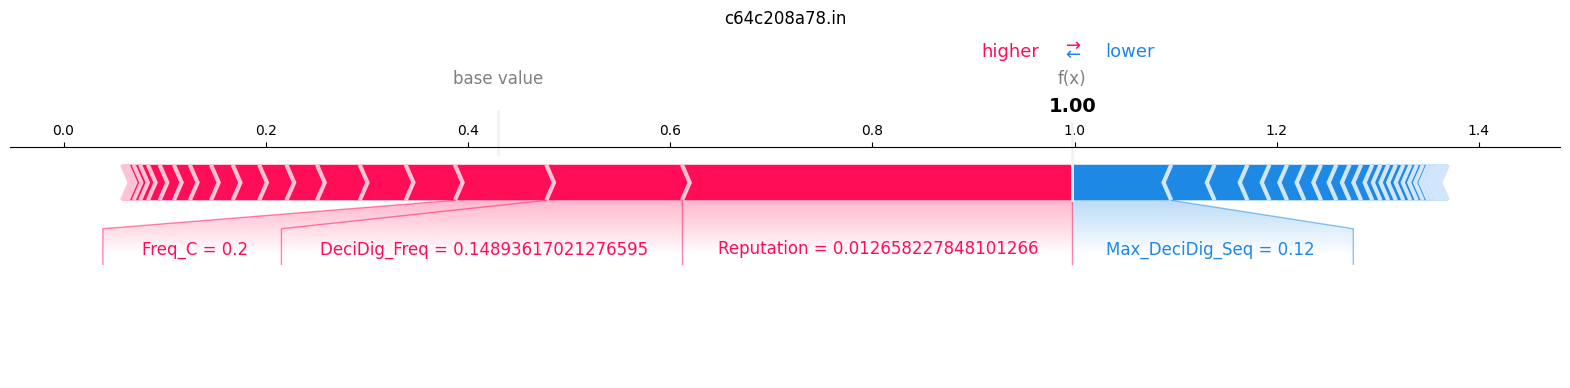 c64c208a78.in
higher ⇄ lower
base value f(x)
1.00
0.0 0.2 0.4 0.6 0.8 1.0 1.2 1.4
Freq_C = 0.2 DeciDig_Freq = 0.14893617021276595 Reputation = 0.012658227848101266 Max_DeciDig_Seq = 0.12